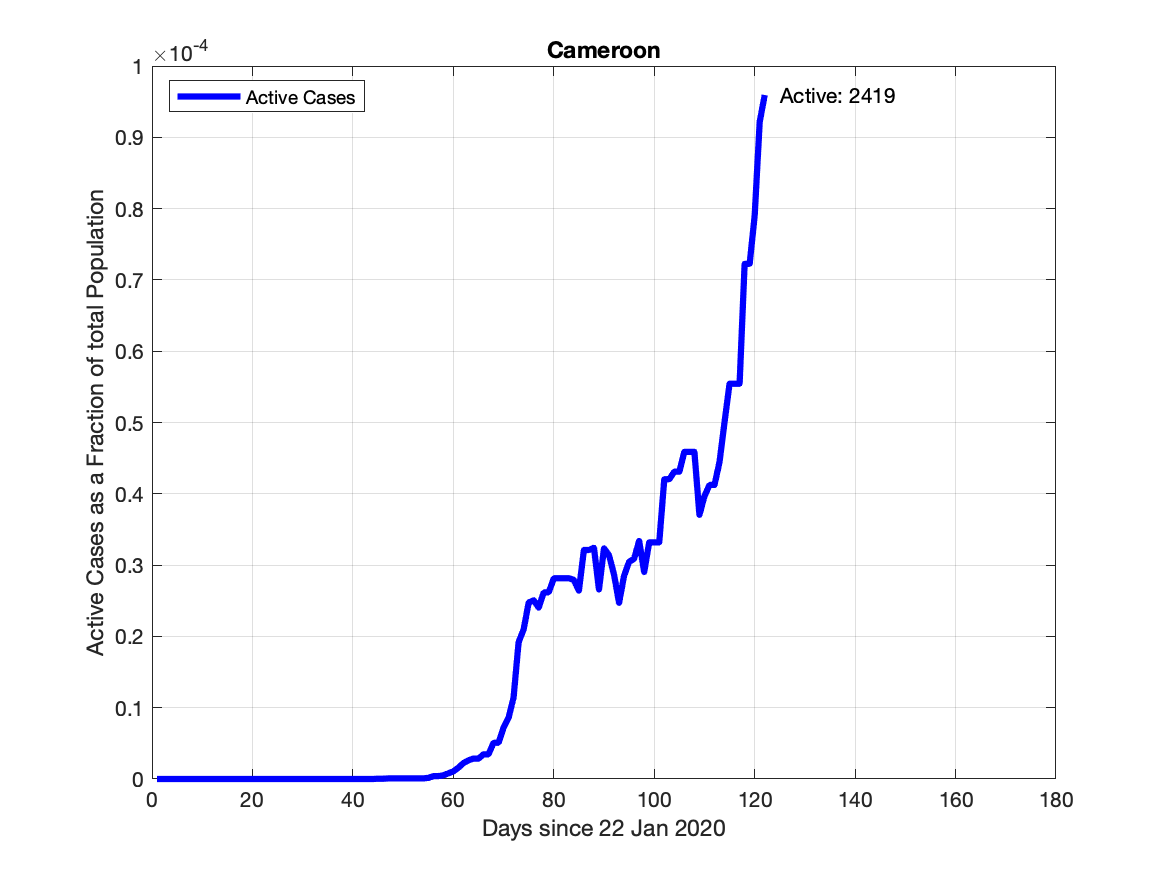 Cameroon
×10-4
Active Cases
Active: 2419
1
0.9
0.8
0.7
0.6
0.5
0.4
0.3
0.2
0.1
0
Active Cases as a Fraction of total Population
0 20 40 60 80 100 120 140 160 180
Days since 22 Jan 2020